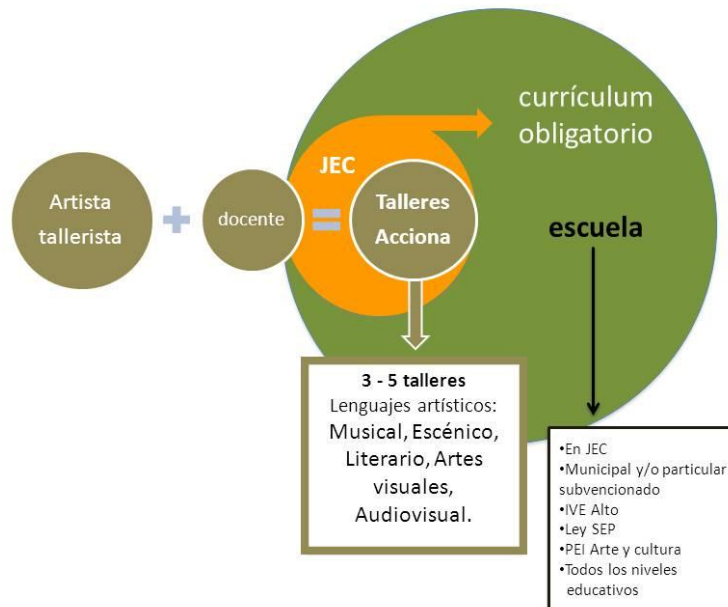 currículum
obligatorio
JEC
Artista
tallerista
+
docente
=
Talleres
Acciona
escuela
3 - 5 talleres
Lenguajes artísticos:
Musical, Escénico,
Literario, Artes
visuales,
Audiovisual.
•En JEC
•Municipal y/o particular
subvencionado
•IVE Alto
•Ley SEP
•PEI Arte y cultura
•Todos los niveles
educativos